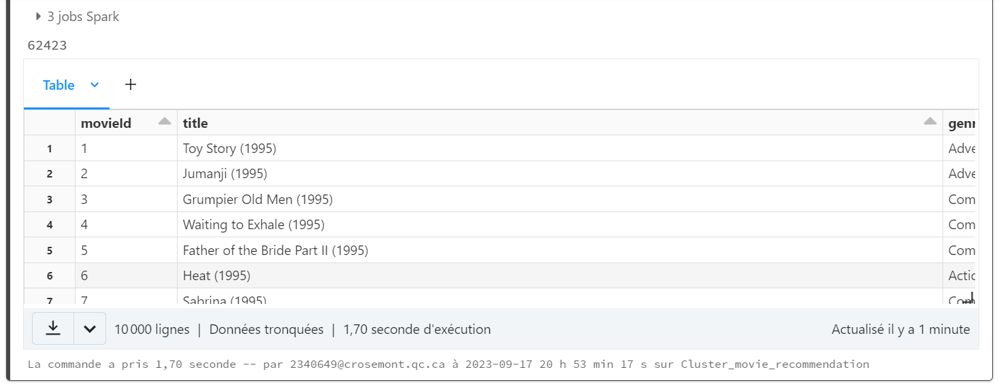 3 jobs Spark
62423
Table
movieId title genr
1 1 Toy Story (1995) Adve
2 2 Jumanji (1995) Adve
3 3 Grumpier Old Men (1995) Com
4 4 Waiting to Exhale (1995) Com
5 5 Father of the Bride Part II (1995) Com
6 6 Heat (1995) Actic
7 7 Sabrina (1995) Com
10 000 lignes | Données tronquées | 1,70 seconde d'exécution Actualisé il y a 1 minute
La commande a pris 1,70 seconde -- par 2340649@crosemont.qc.ca à 2023-09-17 20 h 53 min 17 s sur Cluster_movie_recommendation